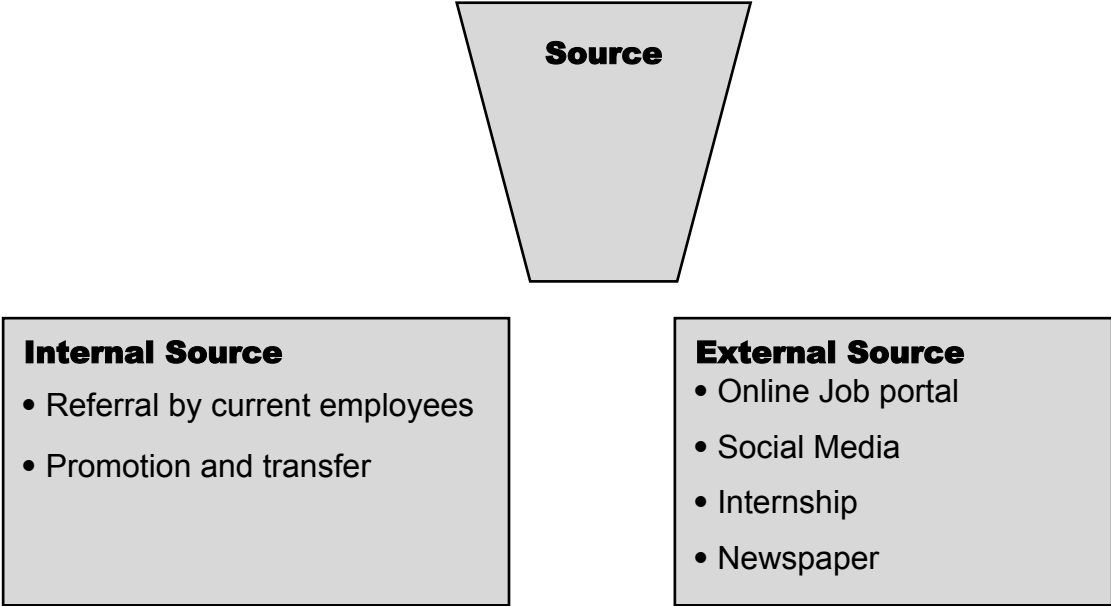 Source
Internal Source
• Referral by current employees
• Promotion and transfer
External Source
• Online Job portal
• Social Media
• Internship
• Newspaper